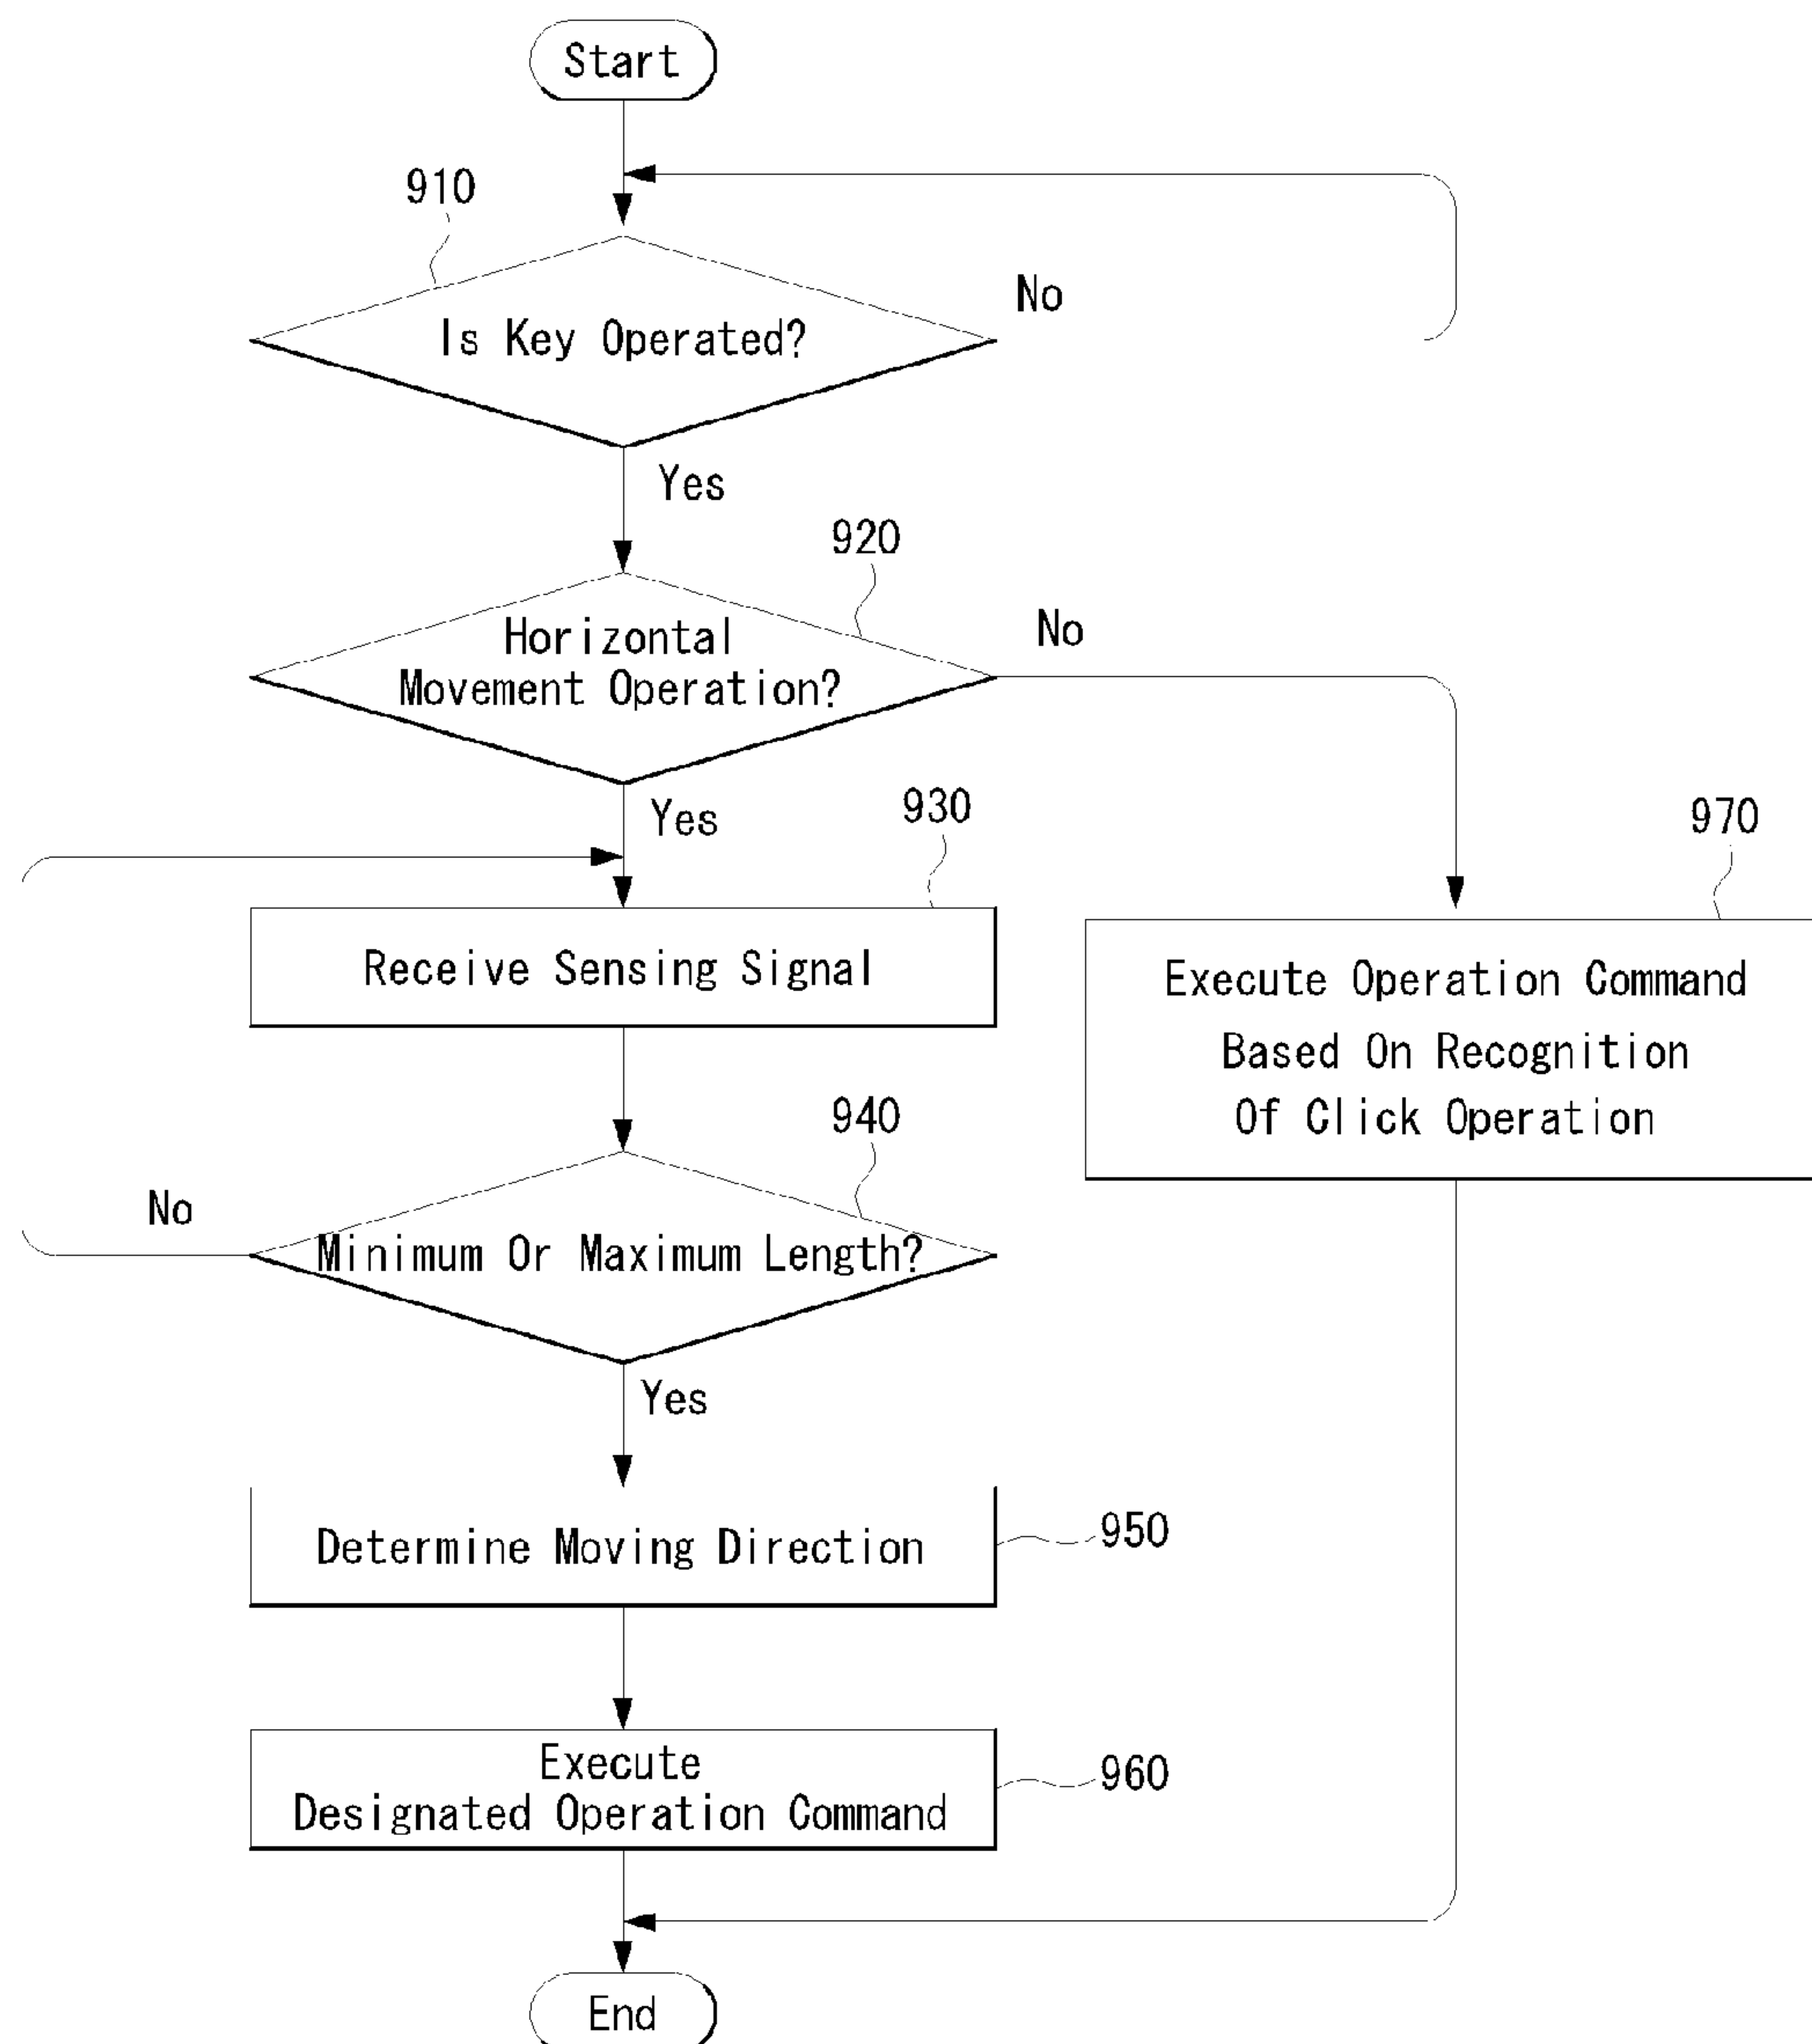 Start
910
No
Is Key Operated?
Yes
920
No
Horizontal
Movement Operation?
Yes
930
970
Receive Sensing Signal
Execute Operation Command
Based On Recognition
Of Click Operation
940
No
Minimum Or Maximum Length?
Yes
Determine Moving Direction
950
Execute
Designated Operation Command
960
End